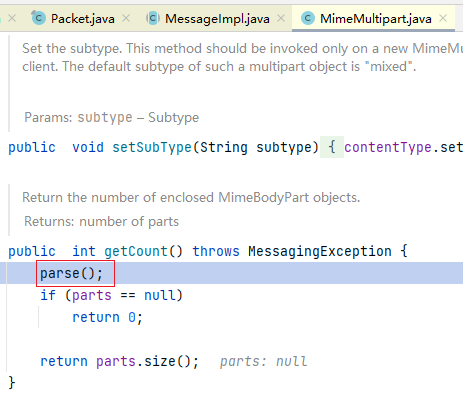 Packet.java × MessageImpl.java × MimeMultipart.java ×
Set the subtype. This method should be invoked only on a new MimeMu
client. The default subtype of such a multipart object is "mixed".
Params: subtype – Subtype
public void setSubType(String subtype) { contentType.set
Return the number of enclosed MimeBodyPart objects.
Returns: number of parts
public int getCount() throws MessagingException {
parse();
if (parts == null)
return 0;
return parts.size(); parts: null
}